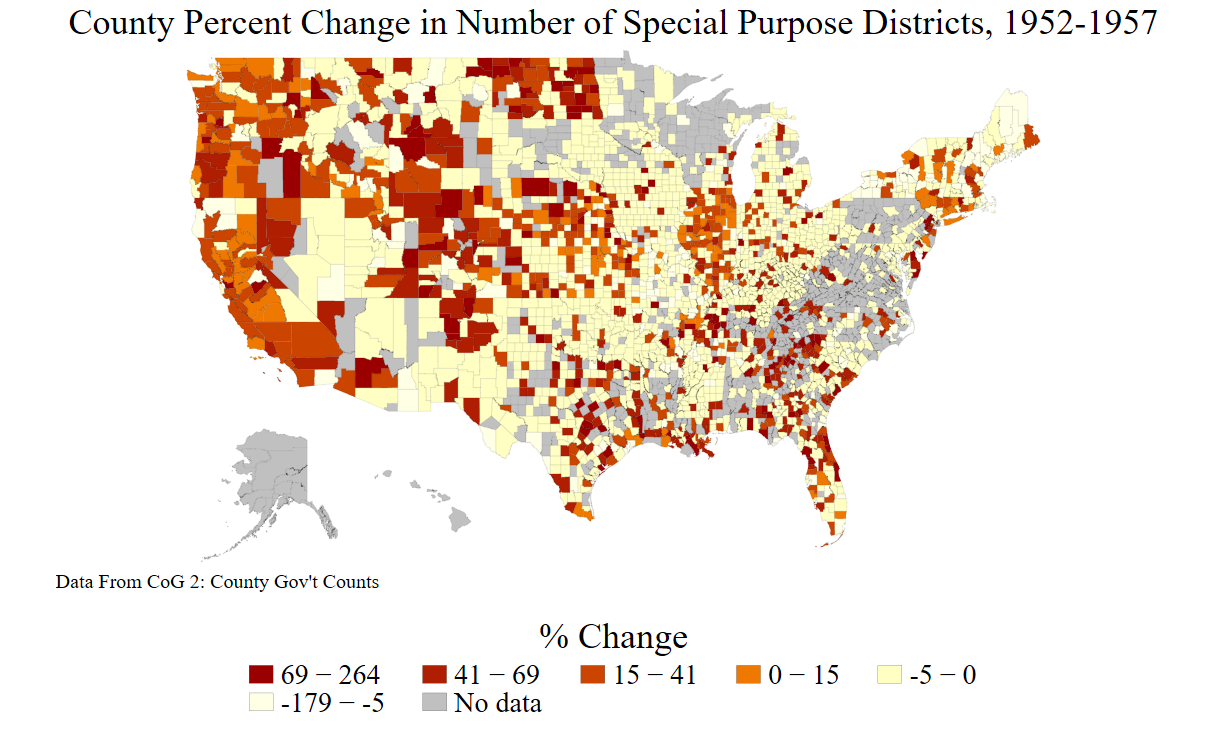 County Percent Change in Number of Special Purpose Districts, 1952-1957
Data From CoG 2: County Gov't Counts
% Change
69 − 264 41 − 69 15 − 41 0 − 15 -5 − 0
-179 − -5 No data